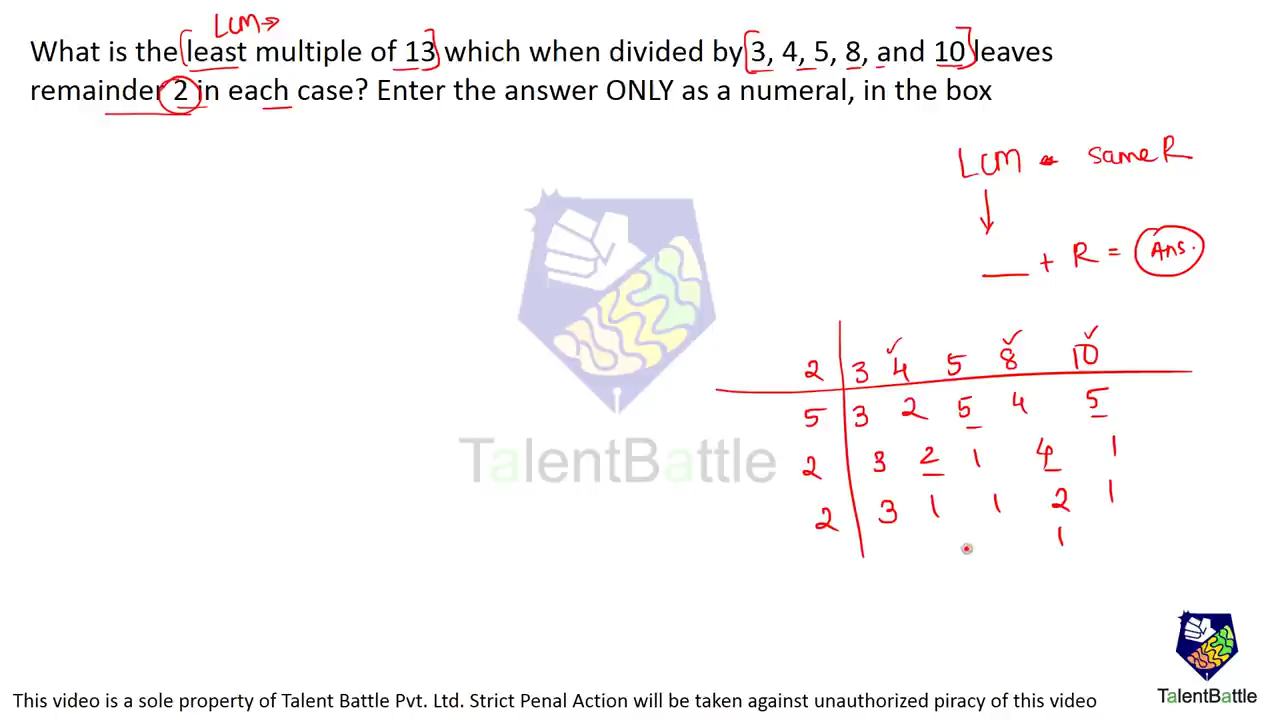 LCM →
What is the least multiple of 13 which when divided by 3, 4, 5, 8, and 10 leaves
remainder 2 in each case? Enter the answer ONLY as a numeral, in the box
LCM - same R
___ + R = Ans.
2 3 4 5 8 10
5 3 2 5 4 5
2 3 2 1 4 1
2 3 1 1 2 1
1
TalentBattle
TalentBattle
This video is a sole property of Talent Battle Pvt. Ltd. Strict Penal Action will be taken against unauthorized piracy of this video